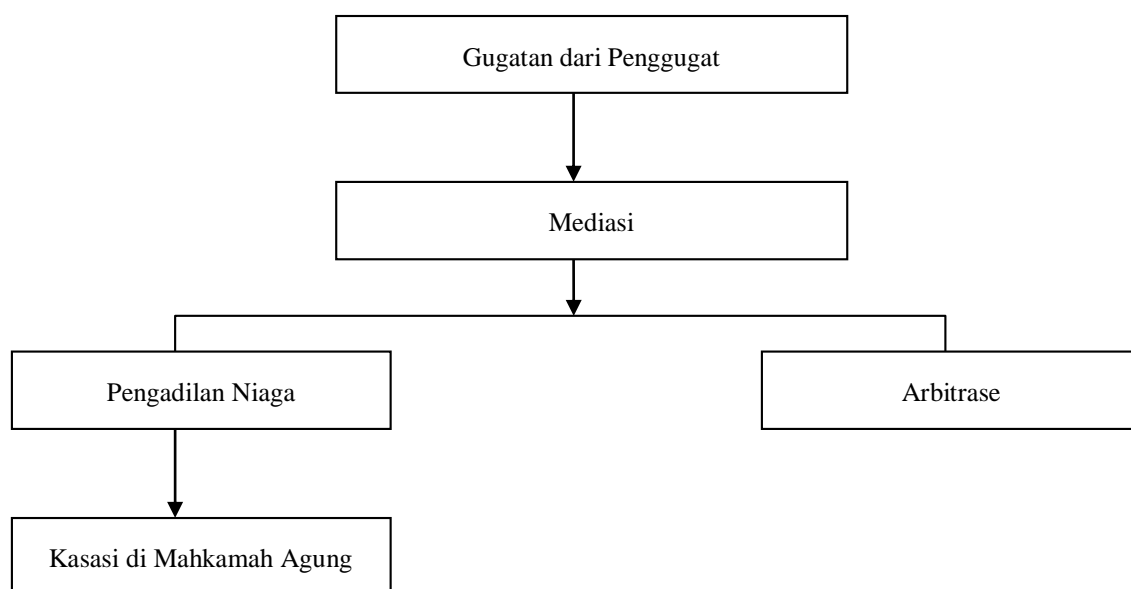 Gugatan dari Penggugat
Mediasi
Pengadilan Niaga
Arbitrase
Kasasi di Mahkamah Agung